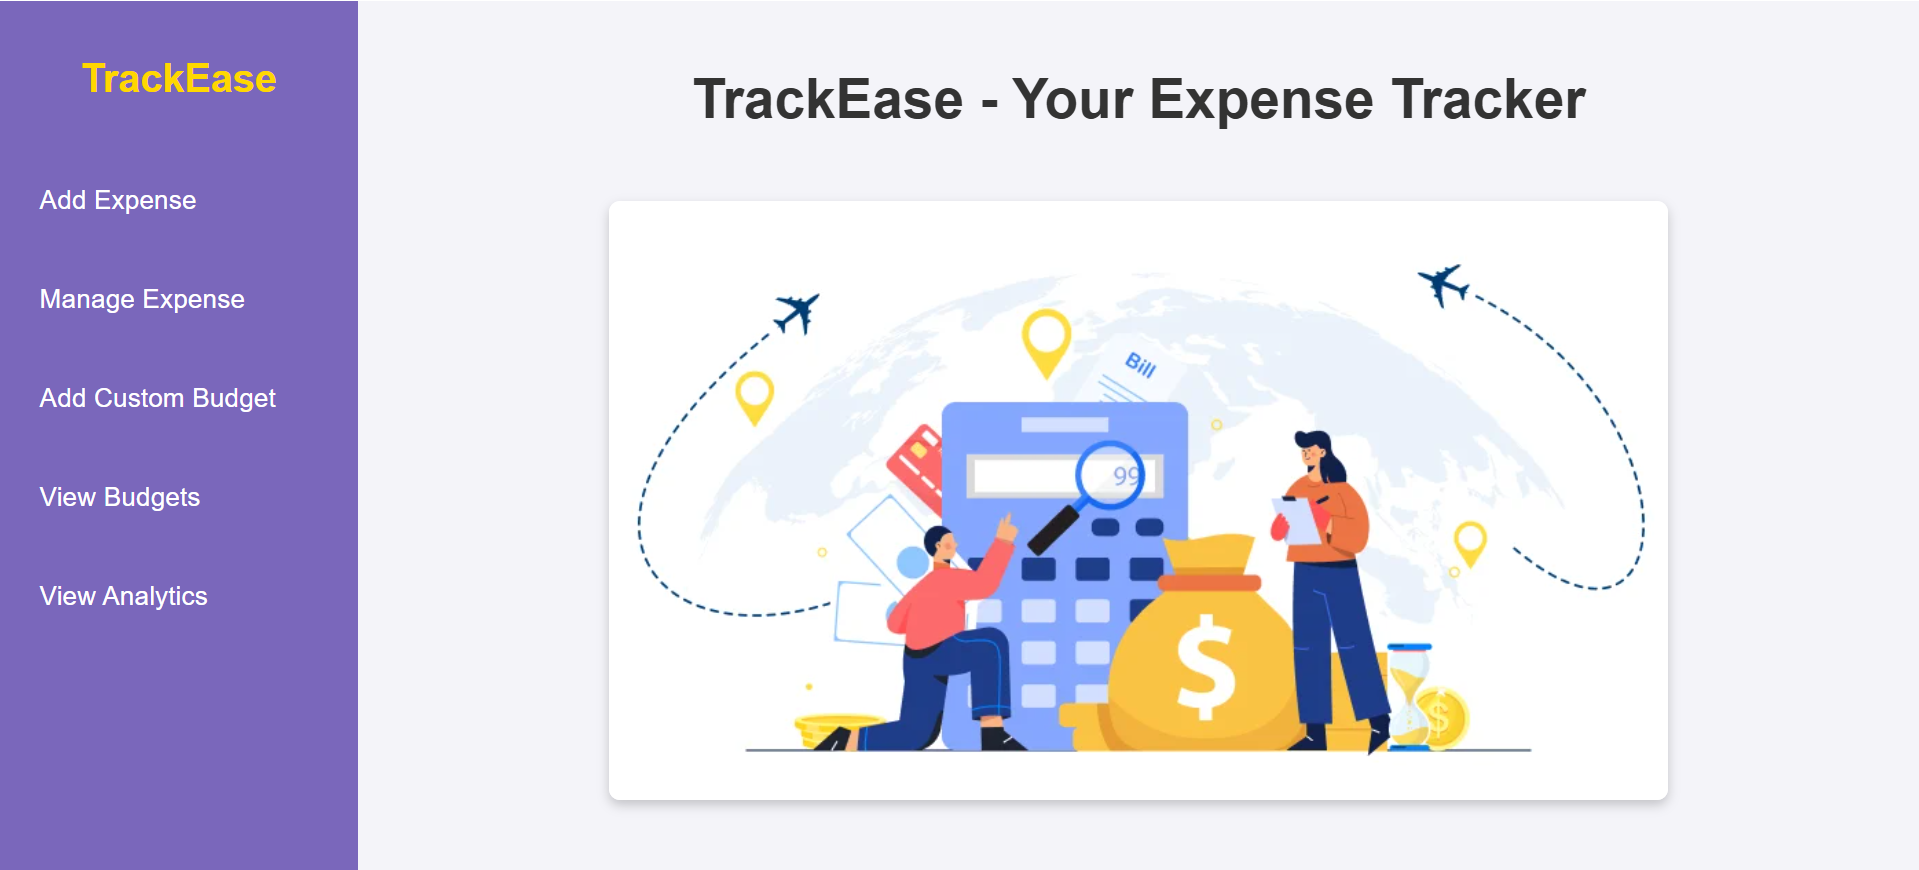 TrackEase
Add Expense
Manage Expense
Add Custom Budget
View Budgets
View Analytics
TrackEase - Your Expense Tracker
Bill
99
$
$